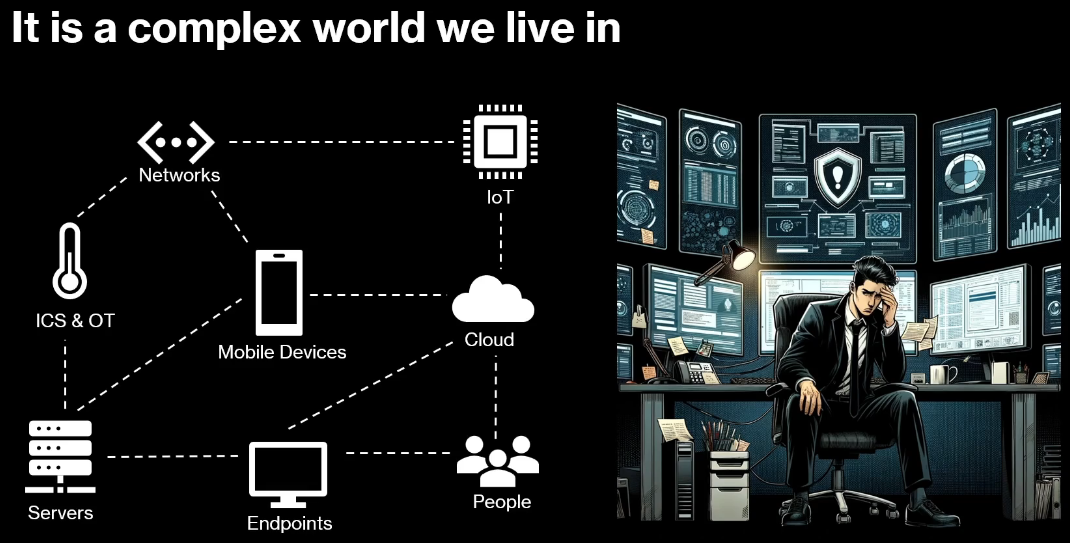 It is a complex world we live in
Networks
IoT
ICS & OT
Mobile Devices
Cloud
Servers
Endpoints
People